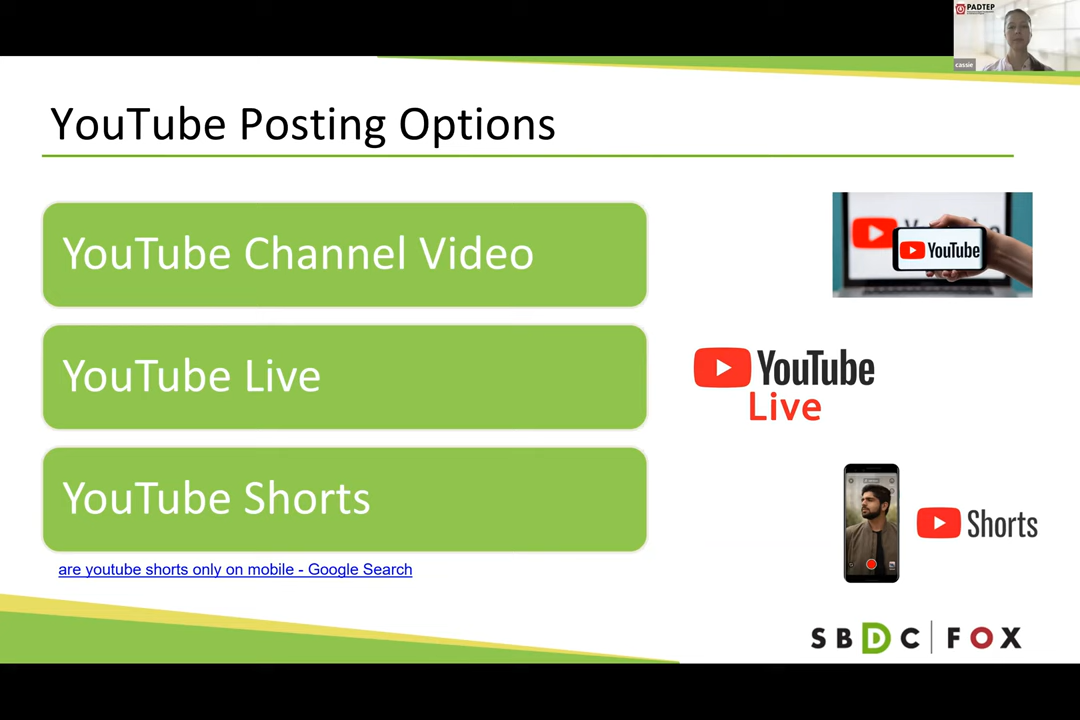 PADTEP
cassie
YouTube Posting Options
YouTube Channel Video
YouTube
YouTube Live
YouTube
Live
YouTube Shorts
Shorts
are youtube shorts only on mobile - Google Search
SBDC | FOX